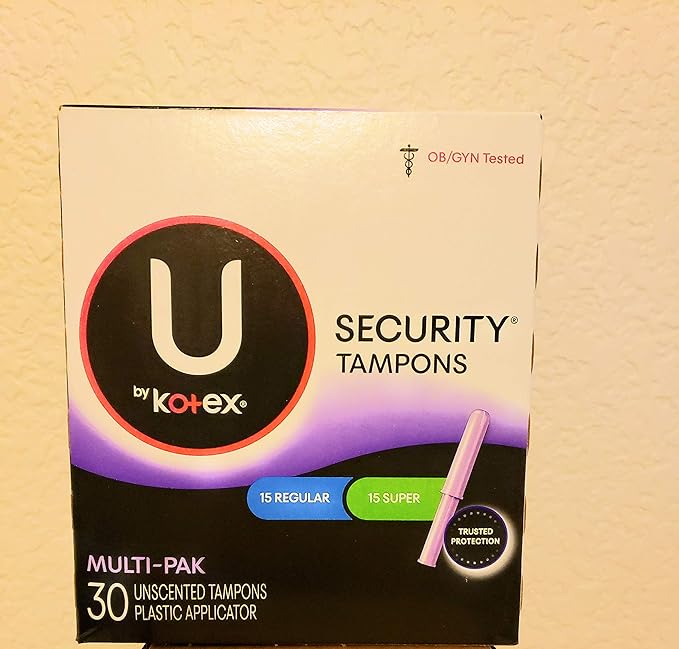 OB/GYN Tested
U
by Kotex®
SECURITY®
TAMPONS
15 REGULAR
15 SUPER
TRUSTED
PROTECTION
MULTI-PAK
30 UNSCENTED TAMPONS
PLASTIC APPLICATOR